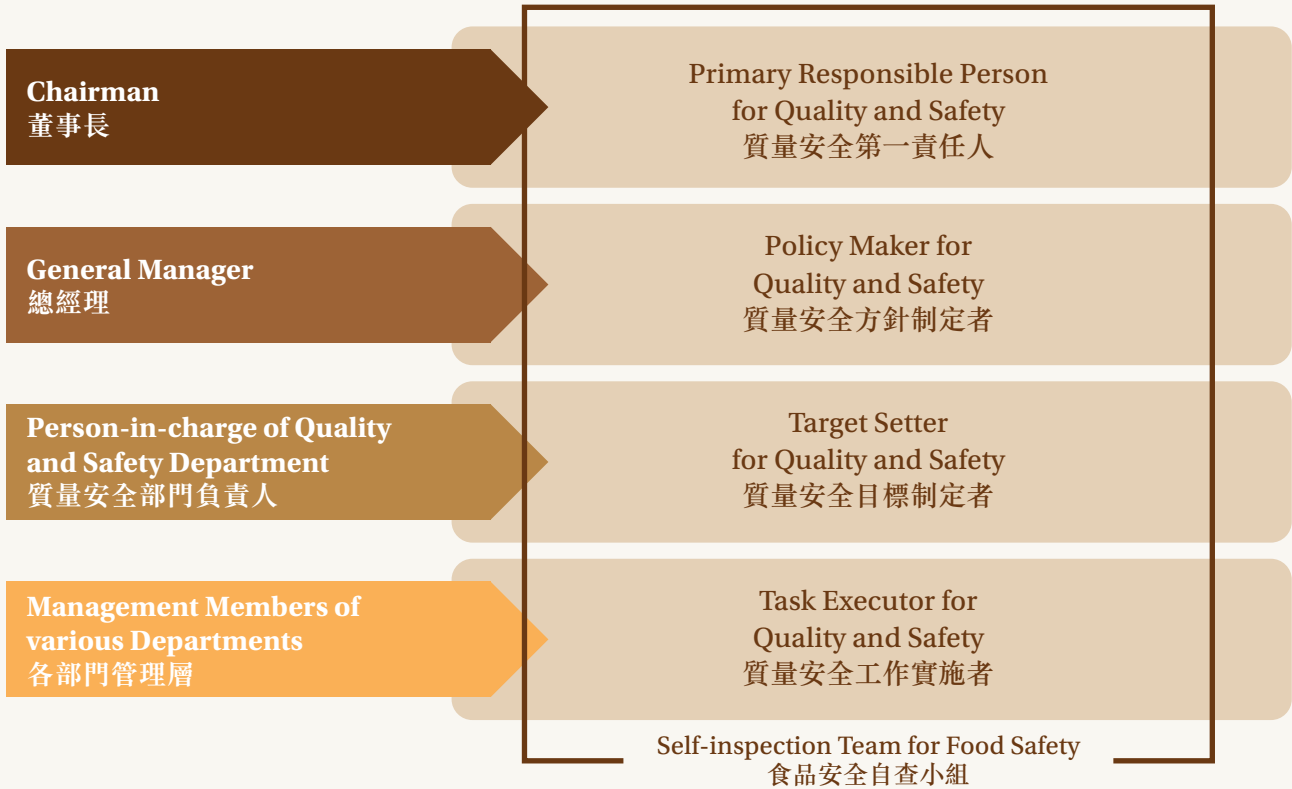 Chairman
董事長
Primary Responsible Person
for Quality and Safety
質量安全第一責任人
General Manager
總經理
Policy Maker for
Quality and Safety
質量安全方針制定者
Person-in-charge of Quality
and Safety Department
質量安全部門負責人
Target Setter
for Quality and Safety
質量安全目標制定者
Management Members of
various Departments
各部門管理層
Task Executor for
Quality and Safety
質量安全工作實施者
Self-inspection Team for Food Safety
食品安全自查小組